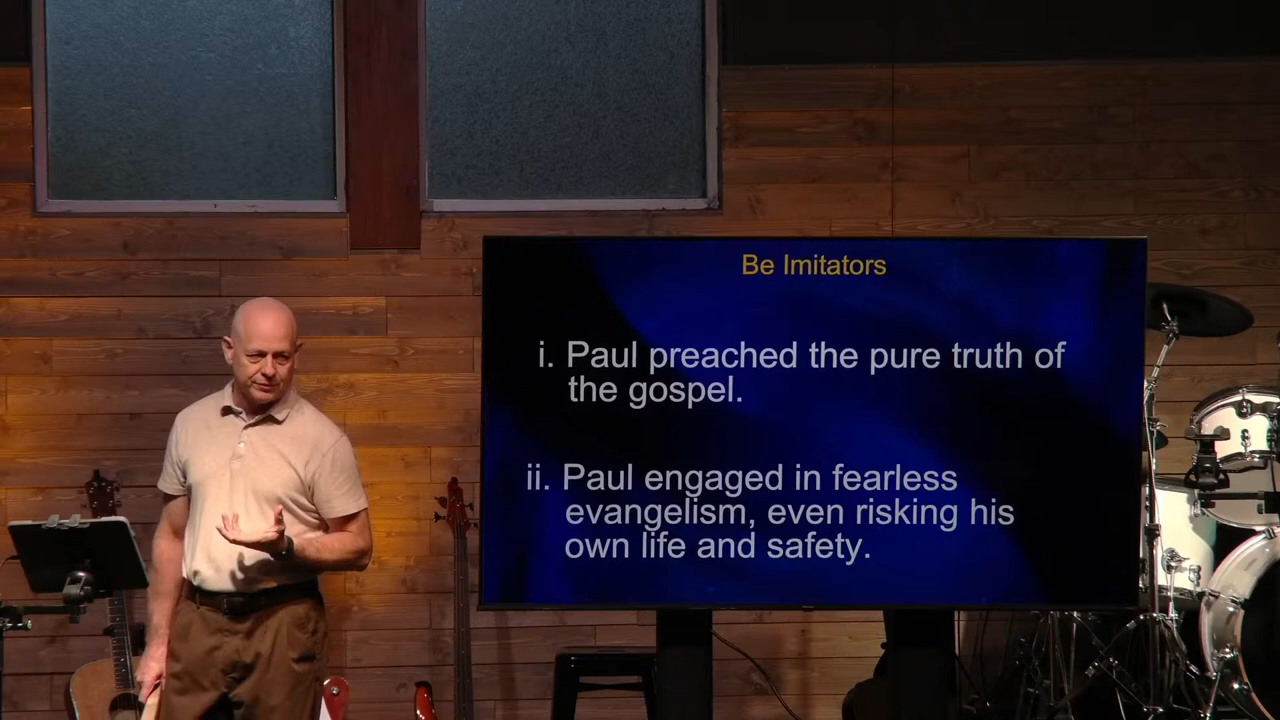 Be Imitators
i. Paul preached the pure truth of
the gospel.
ii. Paul engaged in fearless
evangelism, even risking his
own life and safety.